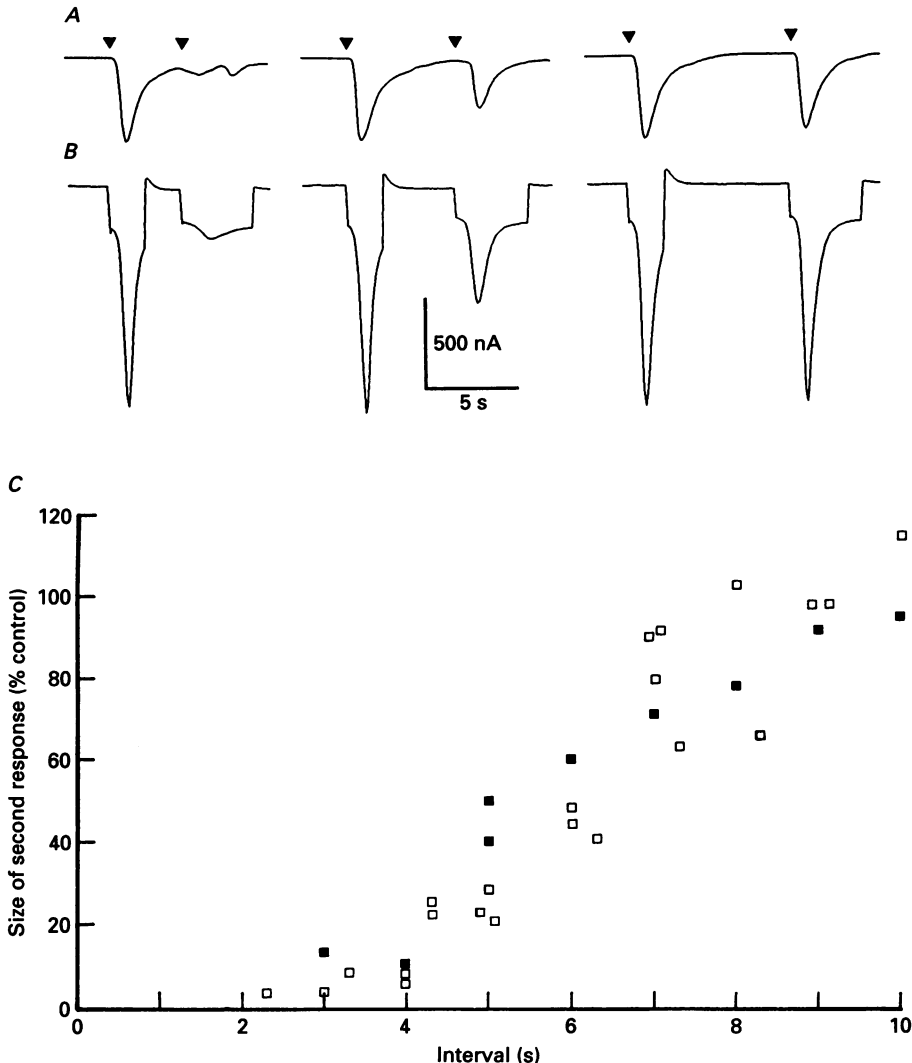 A
B
500 nA
5 s
C
Size of second response (% control)
120
100
80
60
40
20
0
0 2 4 6 8 10
Interval (s)